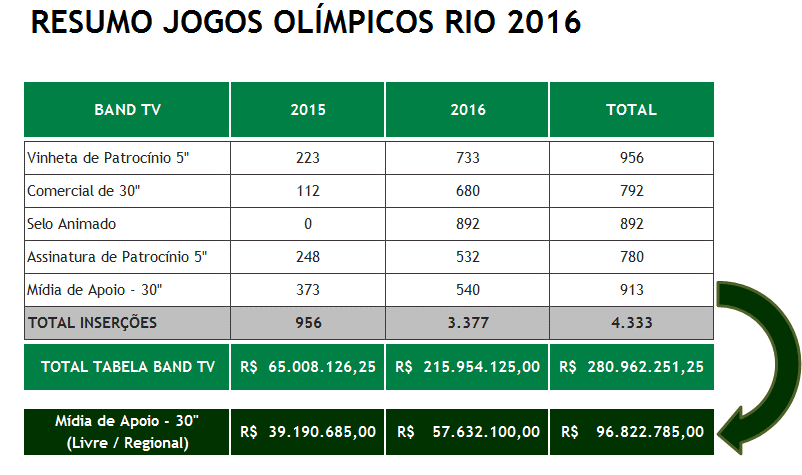 RESUMO JOGOS OLÍMPICOS RIO 2016
BAND TV 2015 2016 TOTAL
Vinheta de Patrocínio 5" 223 733 956
Comercial de 30" 112 680 792
Selo Animado 0 892 892
Assinatura de Patrocínio 5" 248 532 780
Mídia de Apoio - 30" 373 540 913
TOTAL INSERÇÕES 956 3.377 4.333
TOTAL TABELA BAND TV R$ 65.008.126,25 R$ 215.954.125,00 R$ 280.962.251,25
Mídia de Apoio - 30"
(Livre / Regional) R$ 39.190.685,00 R$ 57.632.100,00 R$ 96.822.785,00